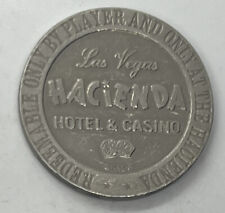 REDEEMABLE ONLY BY PLAYER AND ONLY AT THE HACIENDA
Las Vegas
HACIENDA
HOTEL & CASINO